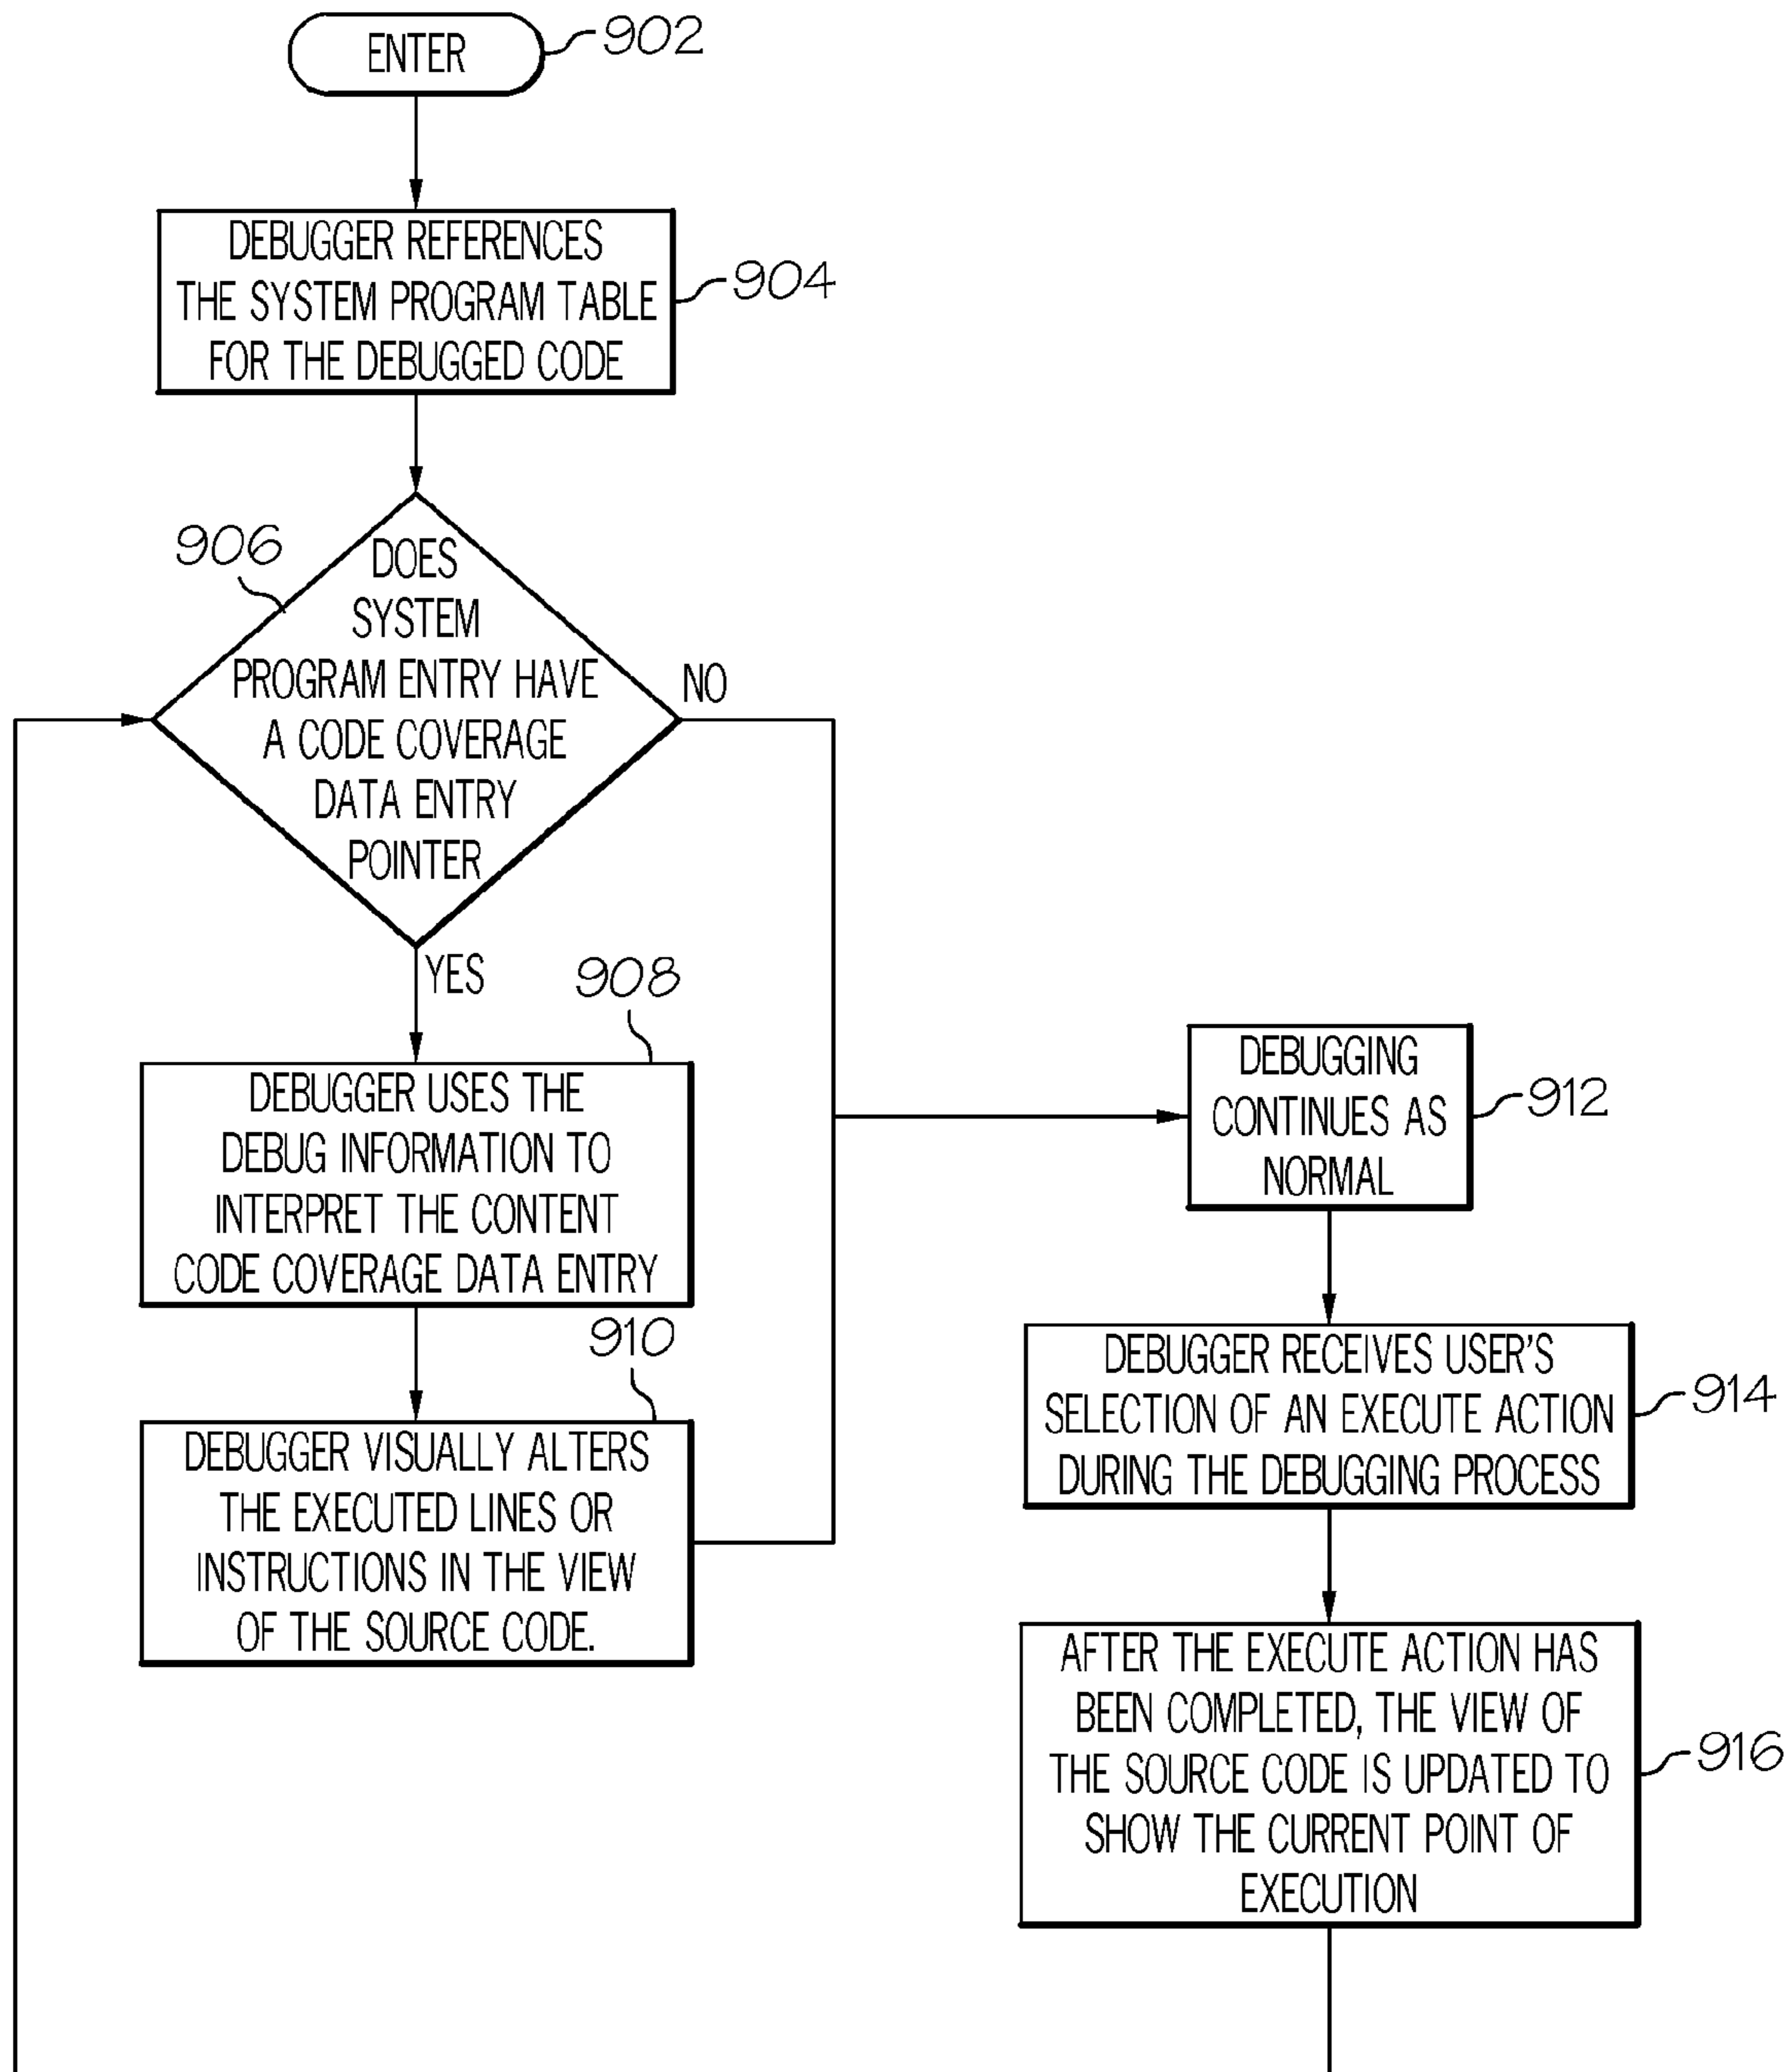 ENTER
902
DEBUGGER REFERENCES
THE SYSTEM PROGRAM TABLE
FOR THE DEBUGGED CODE
904
906
DOES
SYSTEM
PROGRAM ENTRY HAVE
A CODE COVERAGE
DATA ENTRY
POINTER
NO
YES
908
DEBUGGER USES THE
DEBUG INFORMATION TO
INTERPRET THE CONTENT
CODE COVERAGE DATA ENTRY
910
DEBUGGER VISUALLY ALTERS
THE EXECUTED LINES OR
INSTRUCTIONS IN THE VIEW
OF THE SOURCE CODE.
DEBUGGING
CONTINUES AS
NORMAL
912
DEBUGGER RECEIVES USER'S
SELECTION OF AN EXECUTE ACTION
DURING THE DEBUGGING PROCESS
914
AFTER THE EXECUTE ACTION HAS
BEEN COMPLETED, THE VIEW OF
THE SOURCE CODE IS UPDATED TO
SHOW THE CURRENT POINT OF
EXECUTION
916